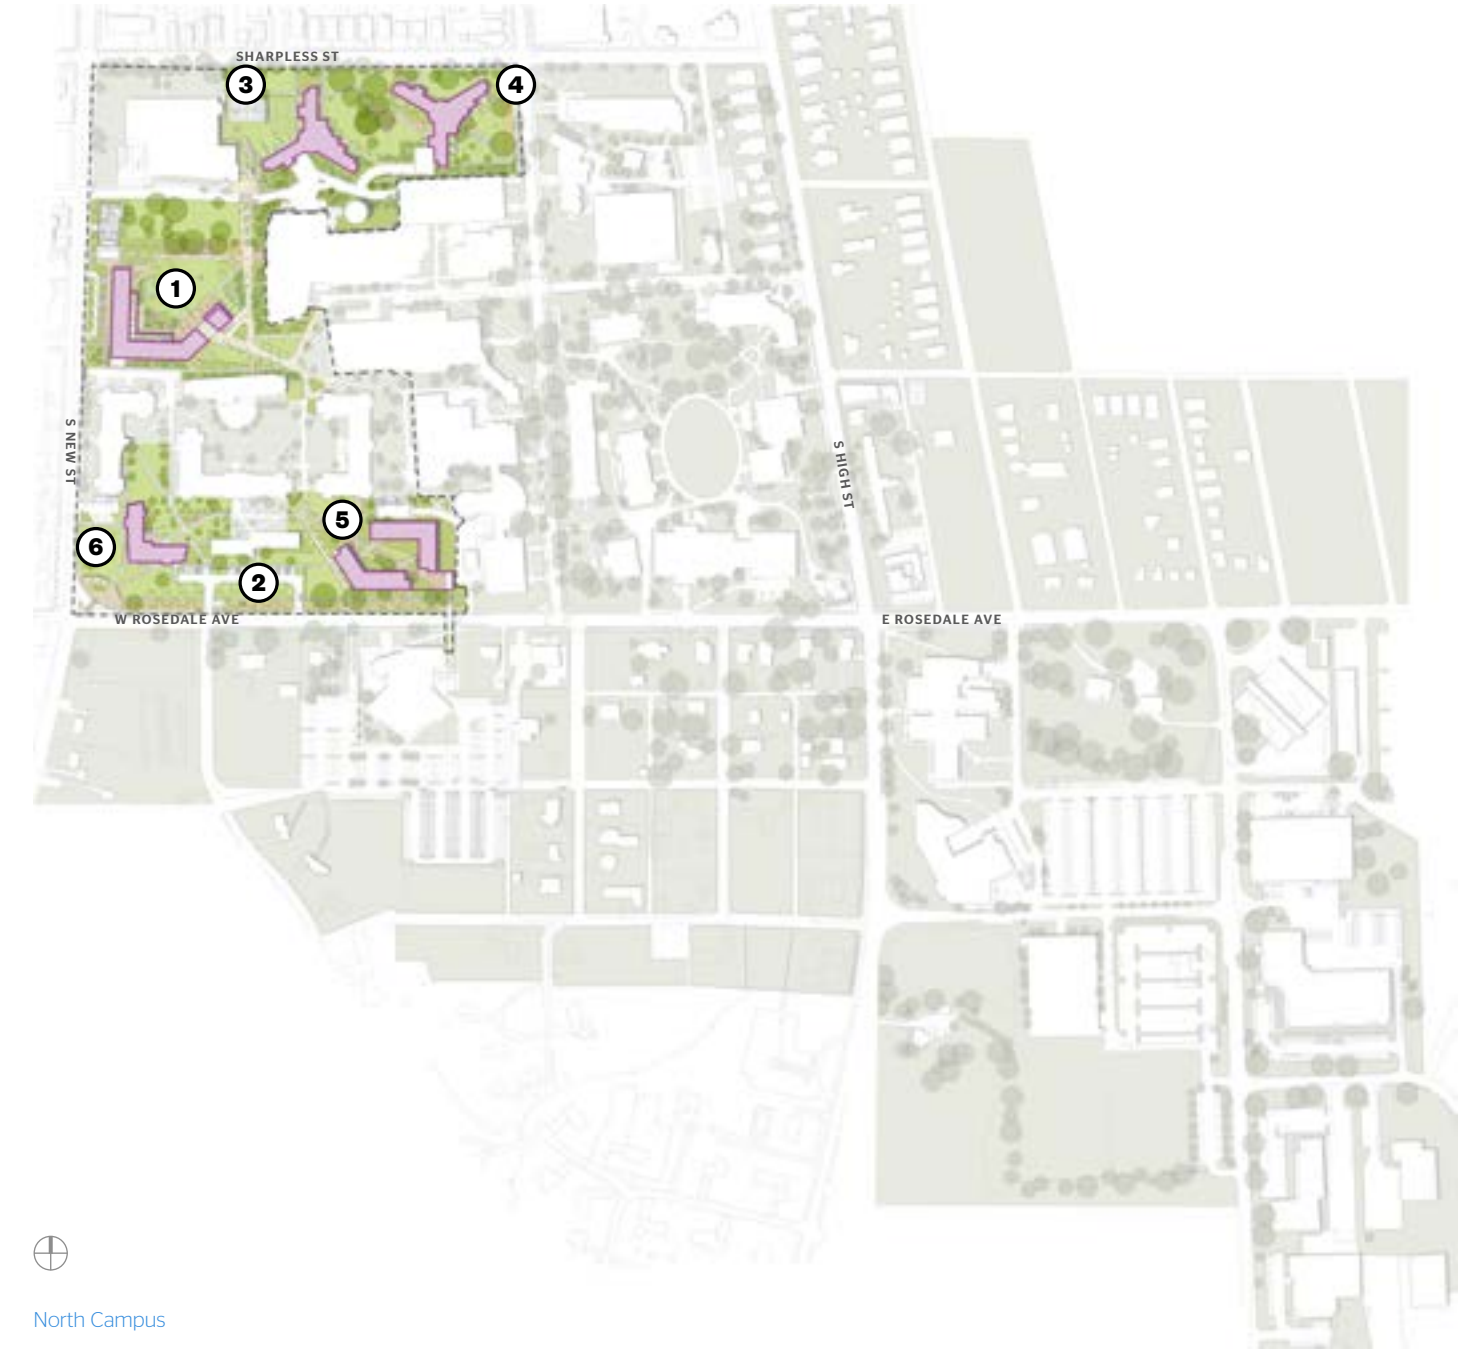 SHARPLESS ST
3
4
1
S NEW ST
S HIGH ST
5
6
2
W ROSEDALE AVE
E ROSEDALE AVE
North Campus